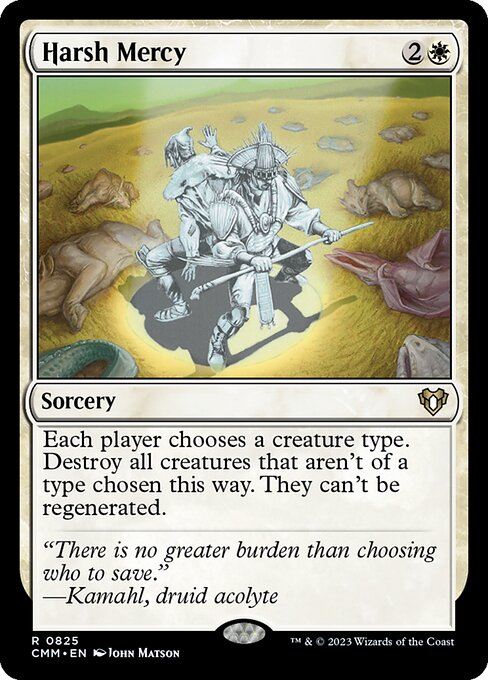 Harsh Mercy 2
Sorcery
Each player chooses a creature type.
Destroy all creatures that aren't of a
type chosen this way. They can't be
regenerated.
“There is no greater burden than choosing
who to save.”
—Kamahl, druid acolyte
R 0825
CMM • EN John Matson
™ & © 2023 Wizards of the Coast